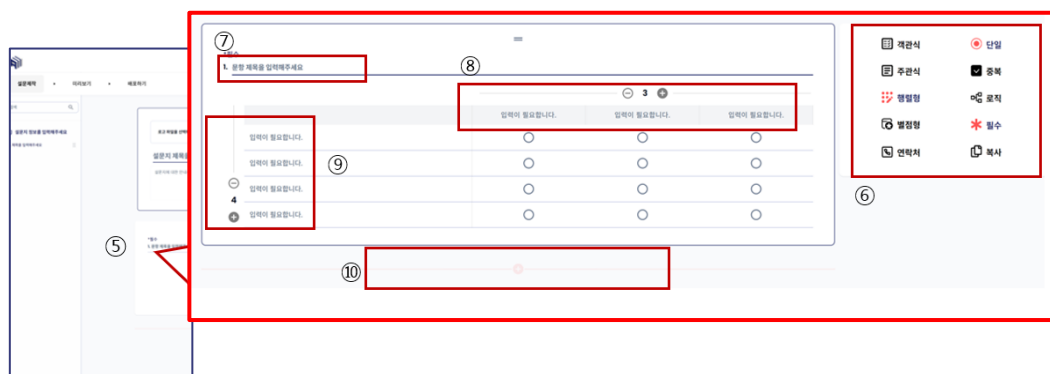 설문제작
미리보기
배포하기
설문지 정보를 입력해주세요
설문지 제목을
⑤
*필수
⑦
*필수
1. 문항 제목을 입력해주세요
⑧
3
입력이 필요합니다. 입력이 필요합니다. 입력이 필요합니다.
입력이 필요합니다.
입력이 필요합니다.
⑨
입력이 필요합니다.
4
입력이 필요합니다.
⑩
객관식 단일
주관식 중복
행렬형 로직
별점형 필수
연락처 복사
⑥